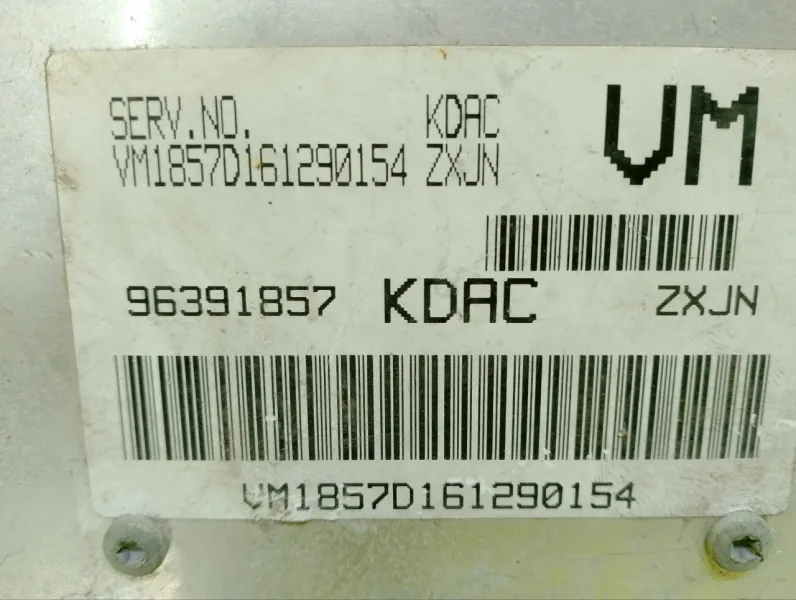 SERV.NO. KDAC VM
VM1857D161290154 ZXJN
96391857 KDAC ZXJN
VM1857D161290154